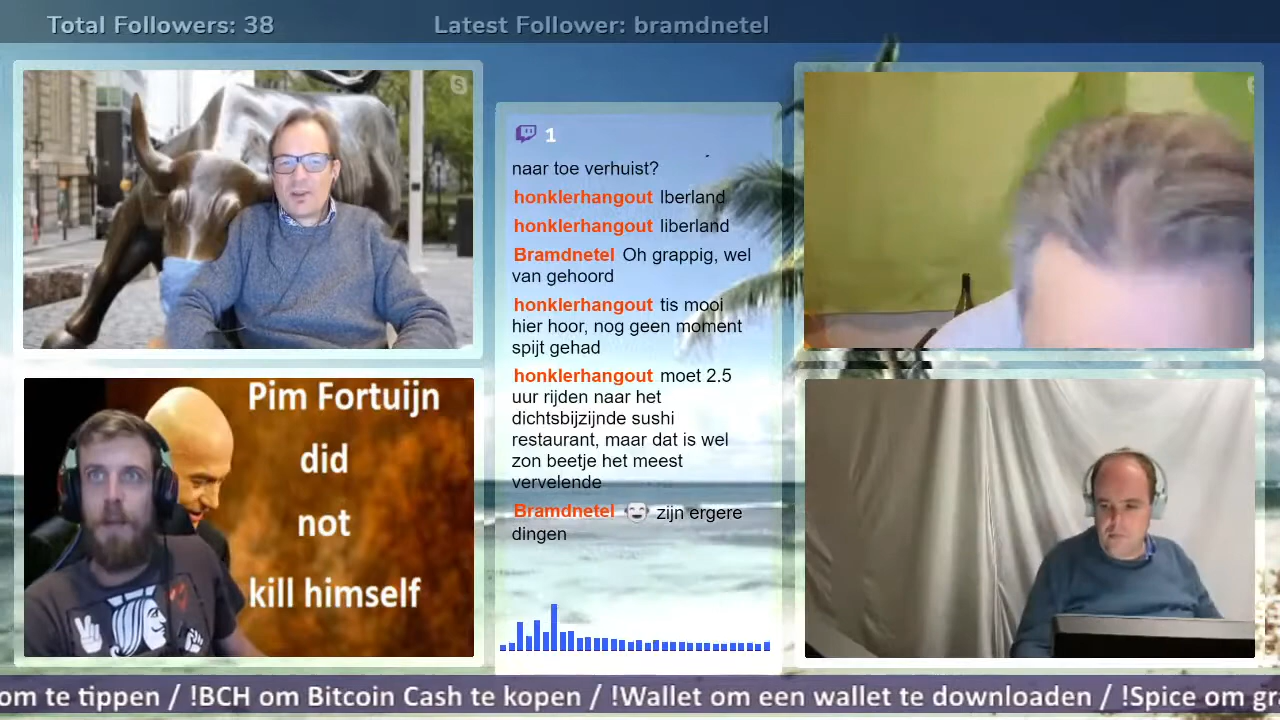 Total Followers: 38
Latest Follower: bramdnetel
1
naar toe verhuist?
honklerhangout lberland
honklerhangout liberland
Bramdnetel Oh grappig, wel
van gehoord
honklerhangout tis mooi
hier hoor, nog geen moment
spijt gehad
honklerhangout moet 2.5
uur rijden naar het
dichtsbijzijnde sushi
restaurant, maar dat is wel
zon beetje het meest
vervelende
Bramdnetel zijn ergere
dingen
Pim Fortuijn
did
not
kill himself
om te tippen / !BCH om Bitcoin Cash te kopen / !Wallet om een wallet te downloaden / !Spice om gr